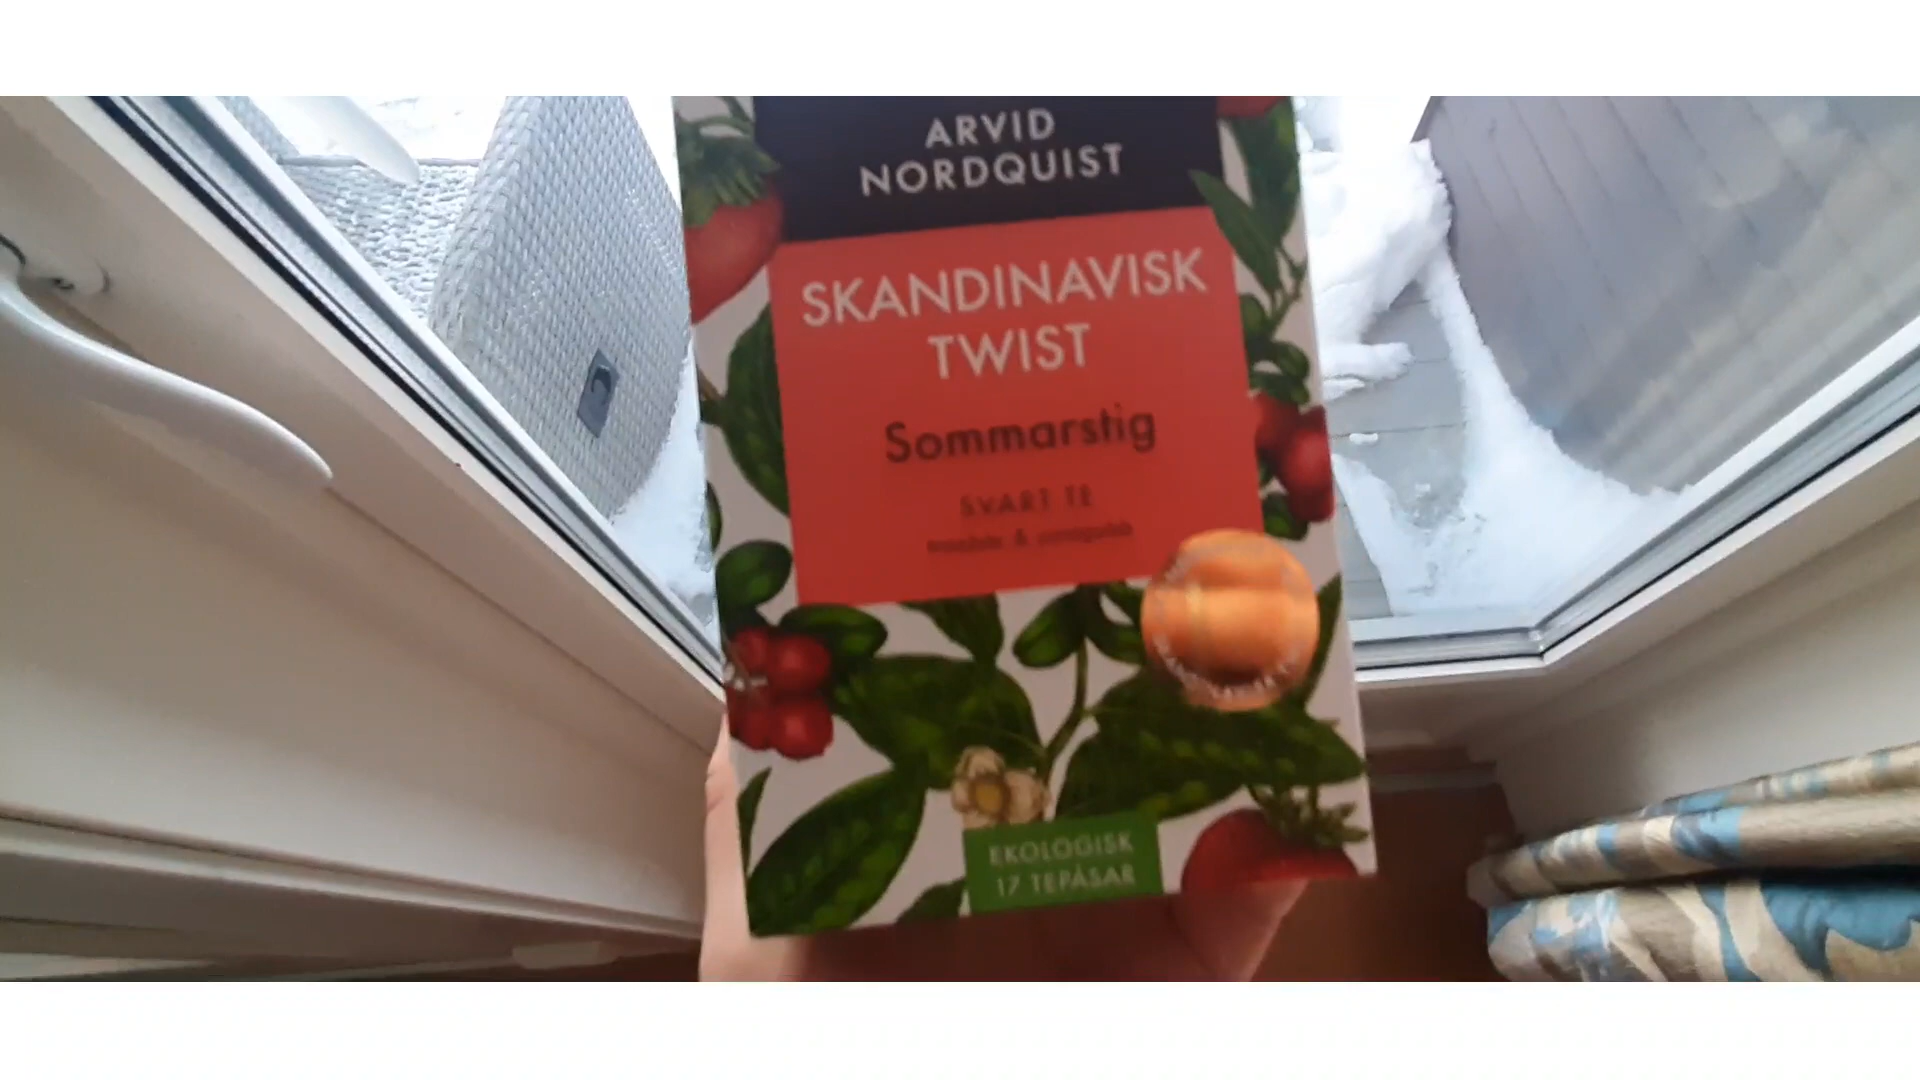 ARVID
NORDQUIST
SKANDINAVISK
TWIST
Sommarstig
SVART TE
&
EKOLOGISK
17 TEPÅSAR